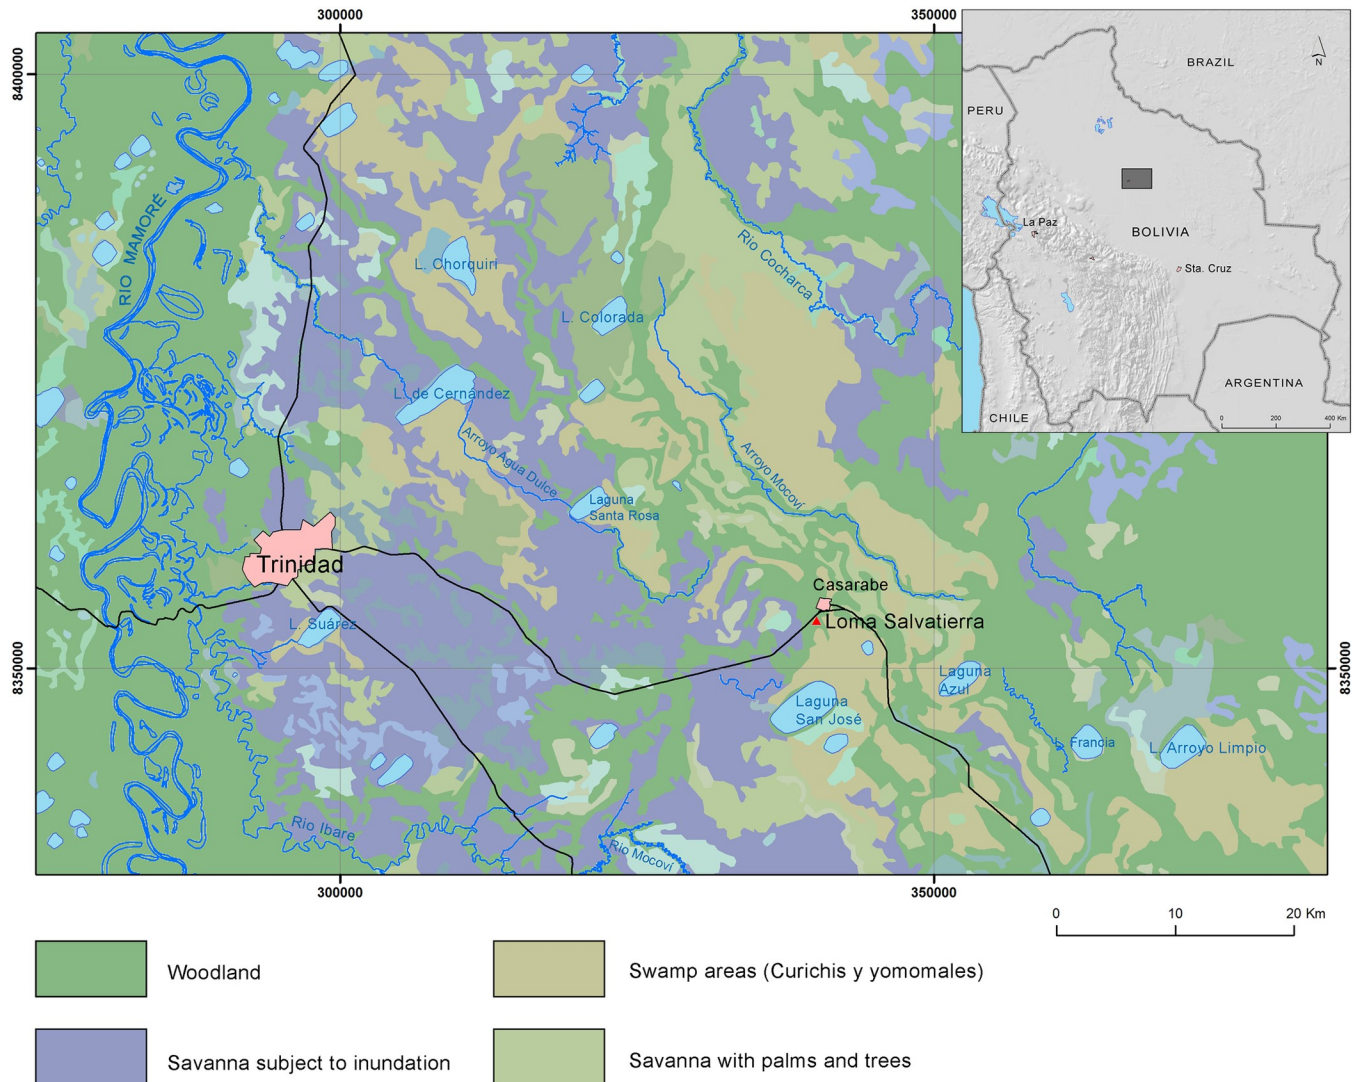 300000
350000
8400000
BRAZIL
N
PERU
La Paz
BOLIVIA
Sta. Cruz
ARGENTINA
CHILE
0 200 400 Km
RIO MAMORÉ
L. Chorquiri
Rio Cocharca
L. Colorada
L. de Cernández
Arroyo Agua Dulce
Arroyo Mocoví
Laguna
Santa Rosa
Trinidad
Casarabe
L. Suárez
Loma Salvatierra
8350000
8350000
Laguna
Azul
Laguna
San José
Francia
L. Arroyo Limpio
Rio Ibare
Rio Mocoví
300000
350000
0 10 20 Km
Woodland
Swamp areas (Curichis y yomomales)
Savanna subject to inundation
Savanna with palms and trees